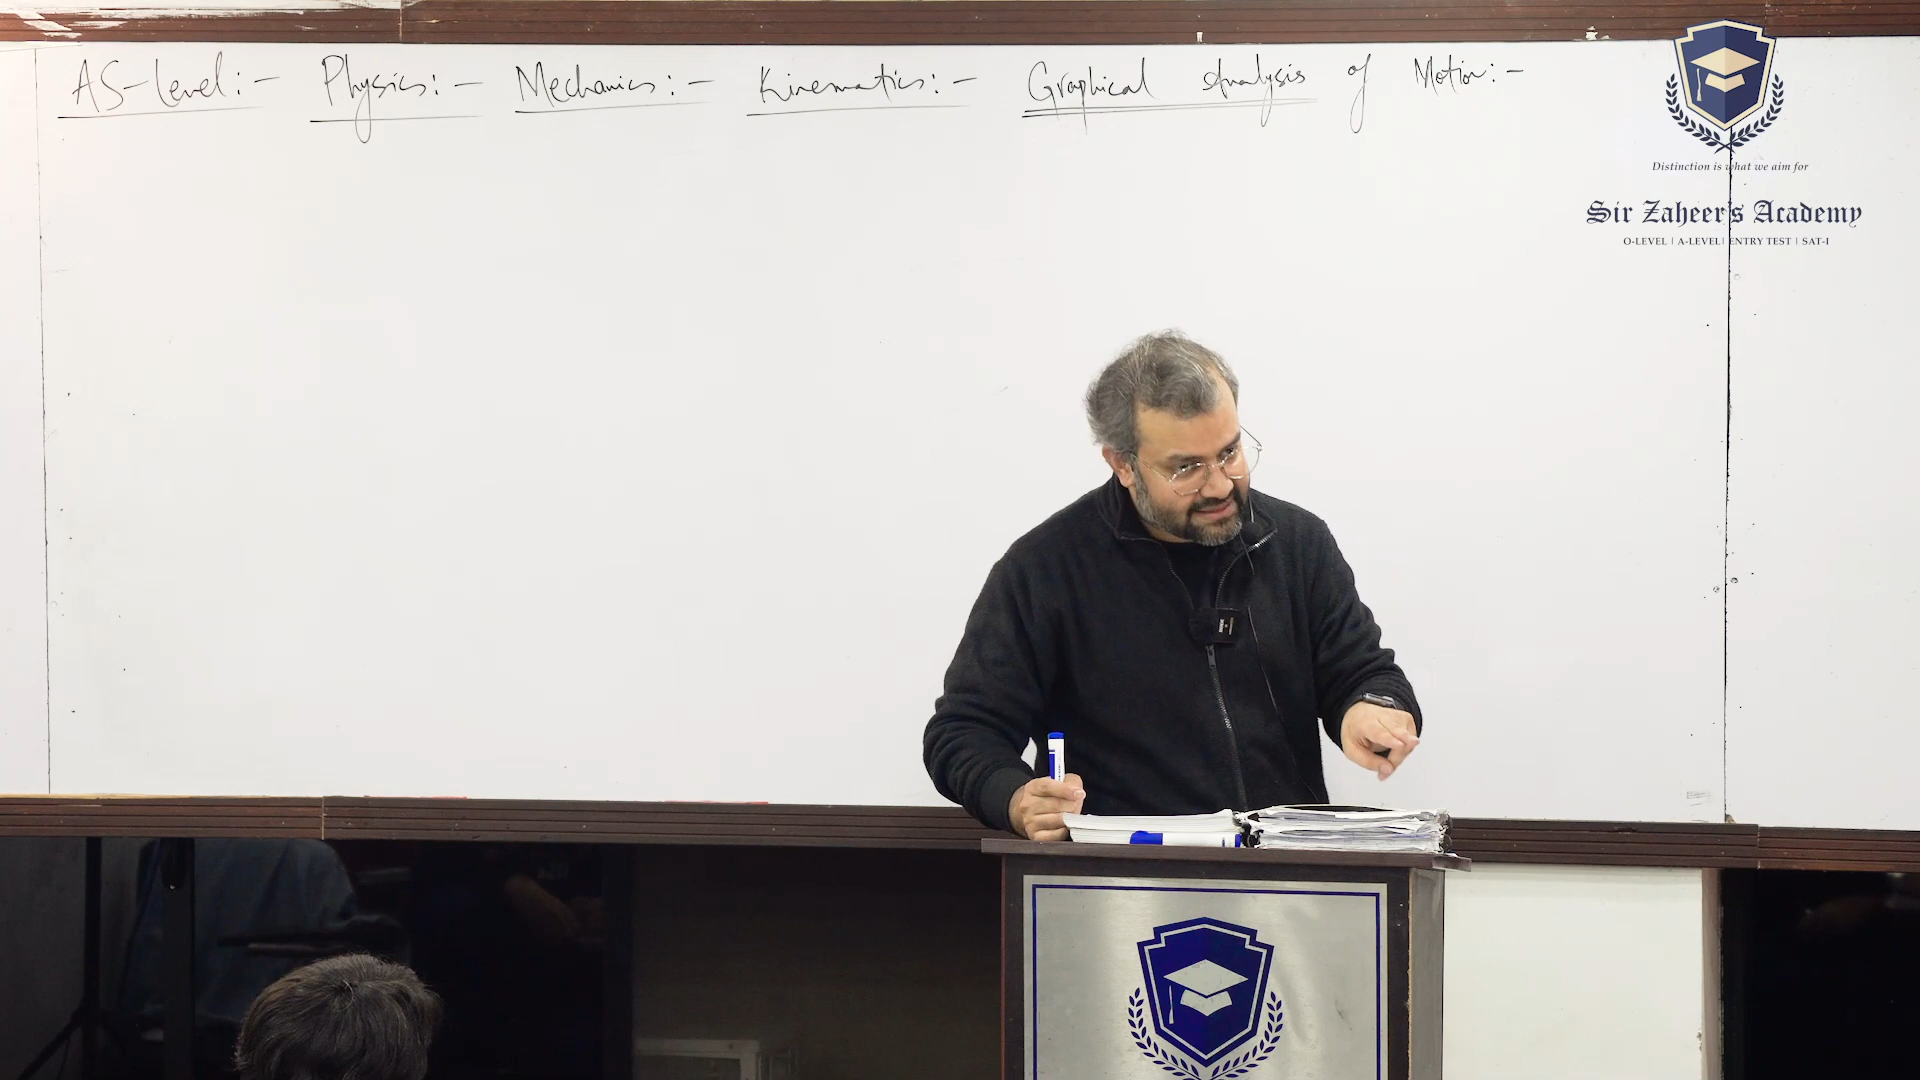 AS-Level:- Physics:- Mechanics:- Kinematics:- Graphical Analysis of Motion:-
Distinction is what we aim for
Sir Zaheer's Academy
O-LEVEL | A-LEVEL | ENTRY TEST | SAT-I